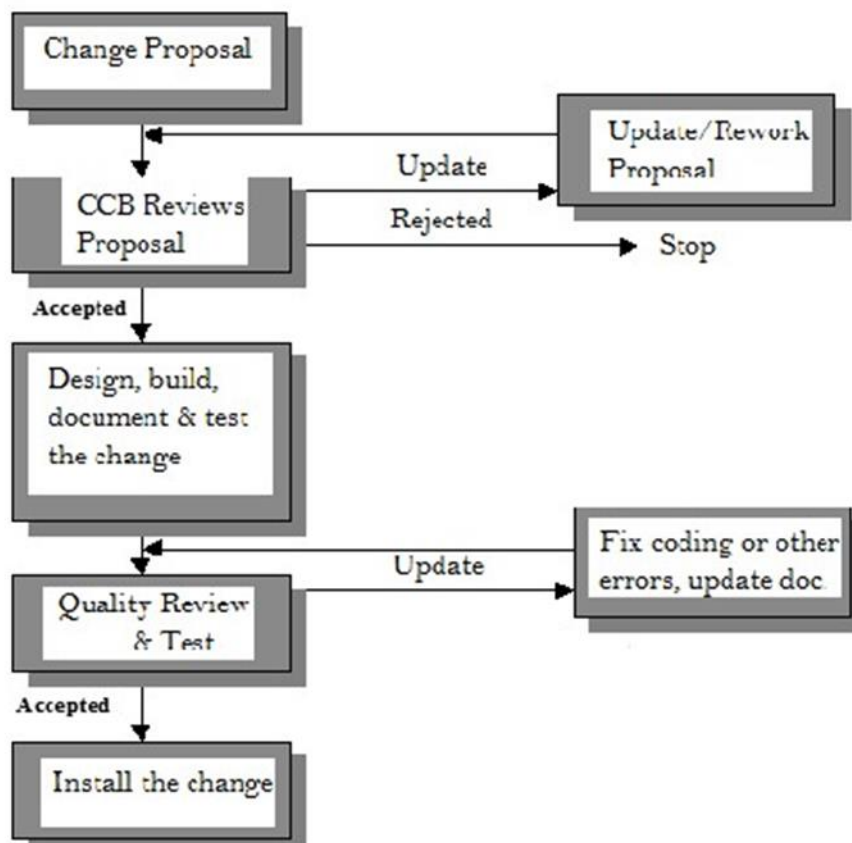 Change Proposal
Update/Rework
Proposal
Update
CCB Reviews
Proposal
Rejected
Stop
Accepted
Design, build,
document & test
the change
Fix coding or other
errors, update doc
Update
Quality Review
& Test
Accepted
Install the change